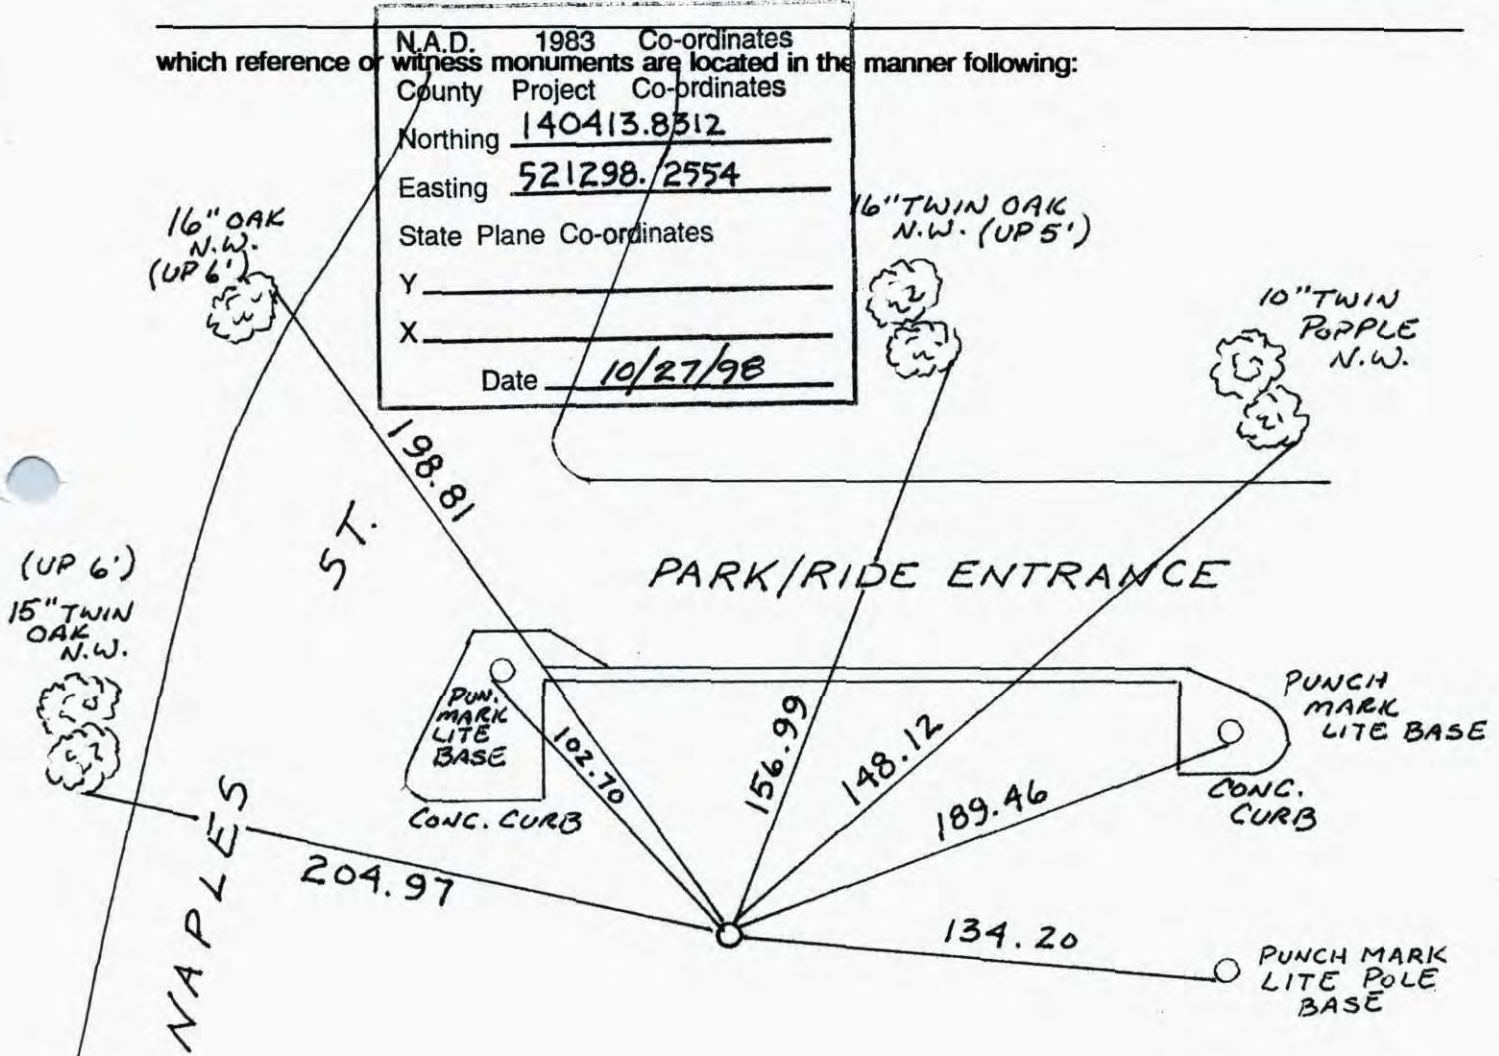 N.A.D. 1983 Co-ordinates
which reference or witness monuments are located in the manner following:
County Project Co-ordinates
Northing 140413.8312
Easting 521298.2554
State Plane Co-ordinates
Y
X
Date 10/27/98
16" OAK
N.W.
(UP 6')
16" TWIN OAK
N.W. (UP 5')
10" TWIN
POPPLE
N.W.
198.81
ST.
(UP 6')
15" TWIN
OAK
N.W.
PARK/RIDE ENTRANCE
PUN.
MARK
LITE
BASE
102.70
CONC. CURB
156.99
148.12
189.46
PUNCH
MARK
LITE BASE
CONC.
CURB
NAPLES
204.97
134.20
PUNCH MARK
LITE POLE
BASE